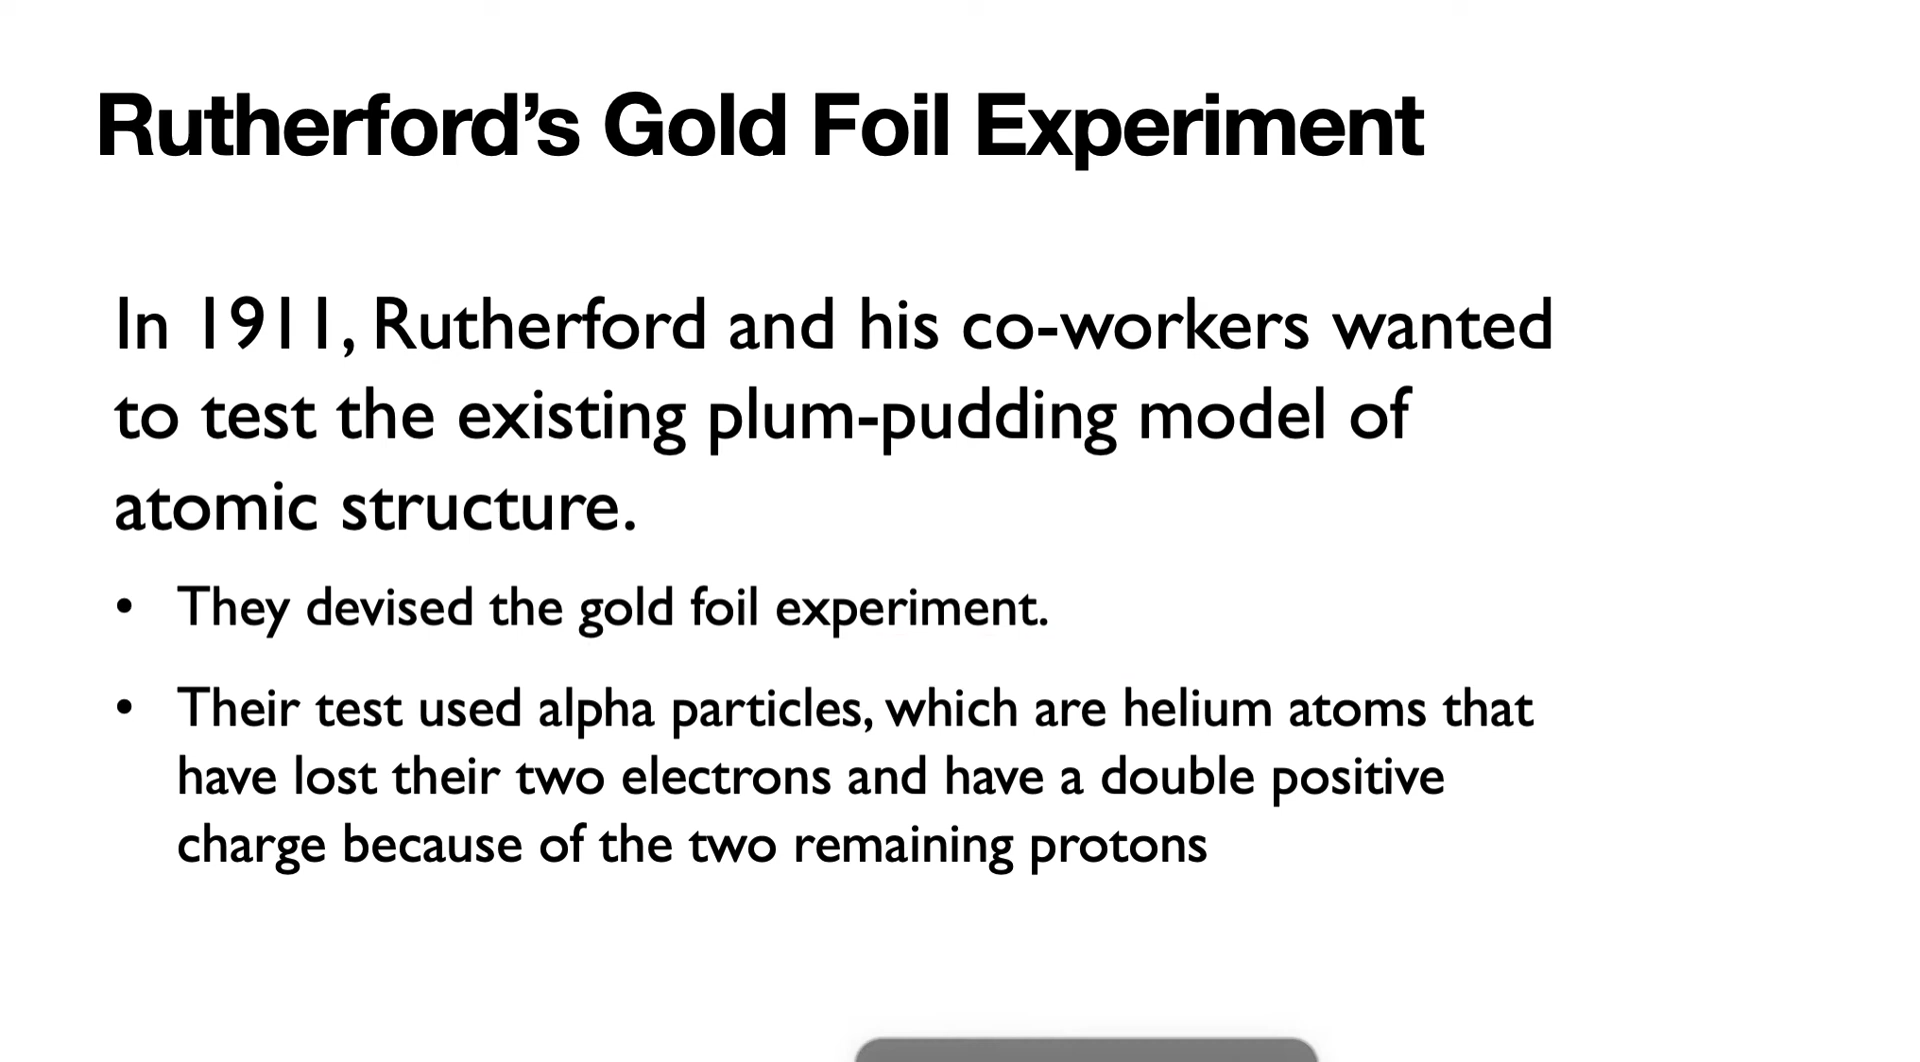 Rutherford’s Gold Foil Experiment
In 1911, Rutherford and his co-workers wanted
to test the existing plum-pudding model of
atomic structure.
• They devised the gold foil experiment.
• Their test used alpha particles, which are helium atoms that
have lost their two electrons and have a double positive
charge because of the two remaining protons